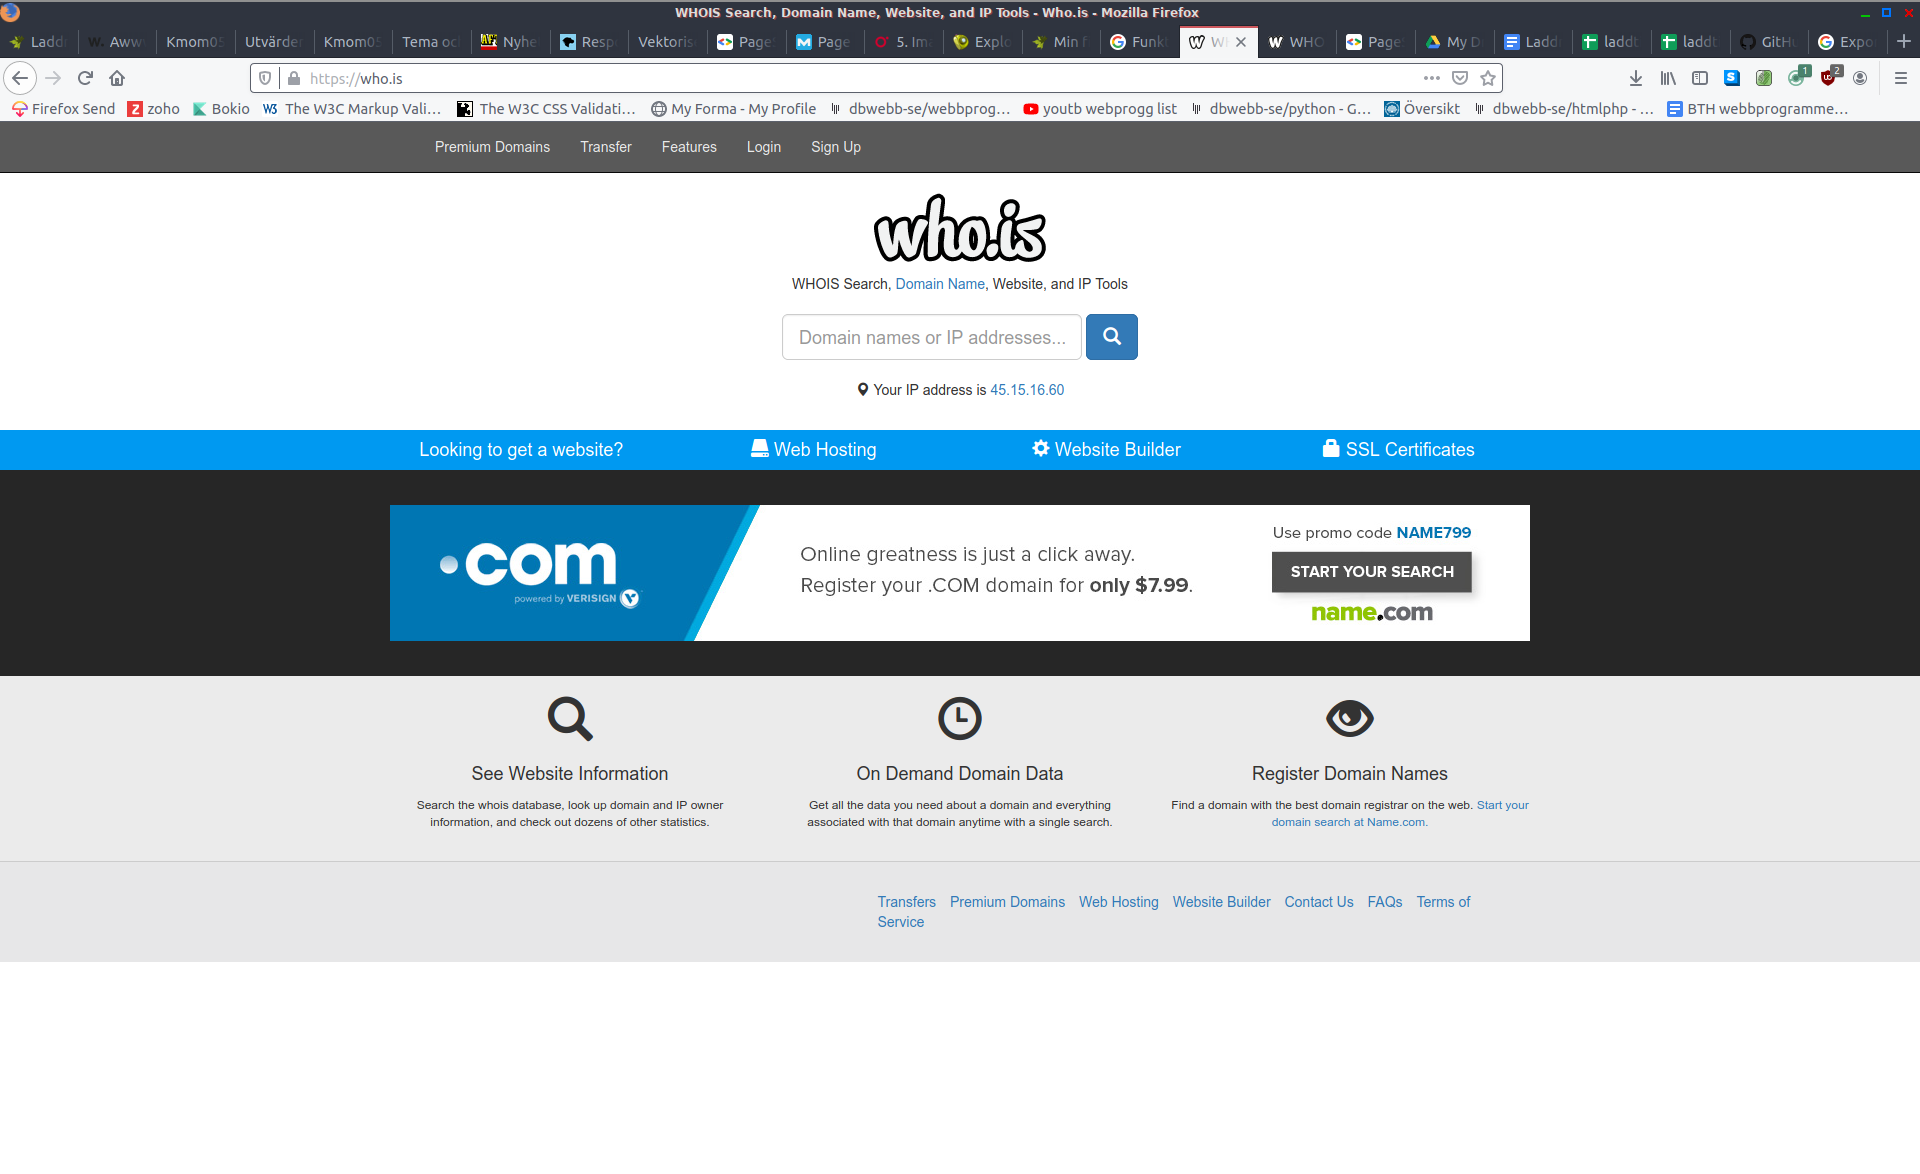 WHOIS Search, Domain Name, Website, and IP Tools - Who.is - Mozilla Firefox
Kmom05 Utvärder Kmom05 Tema oc Nyhe Resp Vektoris Page Page 5. Im Explo Min f Funk WHO Page My D Ladd laddt laddt GitHu Expo
https://who.is
1 2
Firefox Send zoho Bokio The W3C Markup Vali… The W3C CSS Validati… My Forma - My Profile dbwebb-se/webbprog… youtb webprogg list dbwebb-se/python - G… Översikt dbwebb-se/htmlphp - … BTH webbprogramme…
Premium Domains Transfer Features Login Sign Up
who.is
WHOIS Search, Domain Name, Website, and IP Tools
Domain names or IP addresses...
Your IP address is 45.15.16.60
Looking to get a website? Web Hosting Website Builder SSL Certificates
.com
powered by VERISIGN
Online greatness is just a click away.
Register your .COM domain for only $7.99.
Use promo code NAME799
START YOUR SEARCH
name.com
See Website Information
Search the whois database, look up domain and IP owner
information, and check out dozens of other statistics.
On Demand Domain Data
Get all the data you need about a domain and everything
associated with that domain anytime with a single search.
Register Domain Names
Find a domain with the best domain registrar on the web. Start your
domain search at Name.com.
Transfers Premium Domains Web Hosting Website Builder Contact Us FAQs Terms of
Service